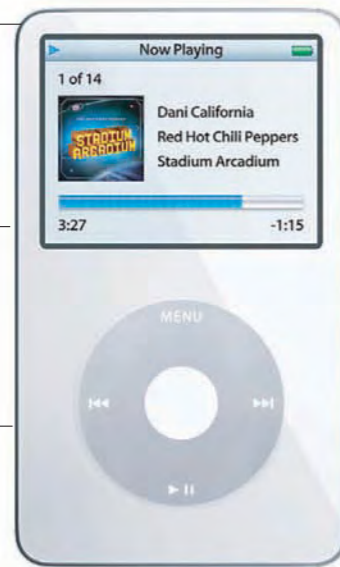 Now Playing
1 of 14
STADIUM
ARCADIUM
Dani California
Red Hot Chili Peppers
Stadium Arcadium
3:27 -1:15
MENU